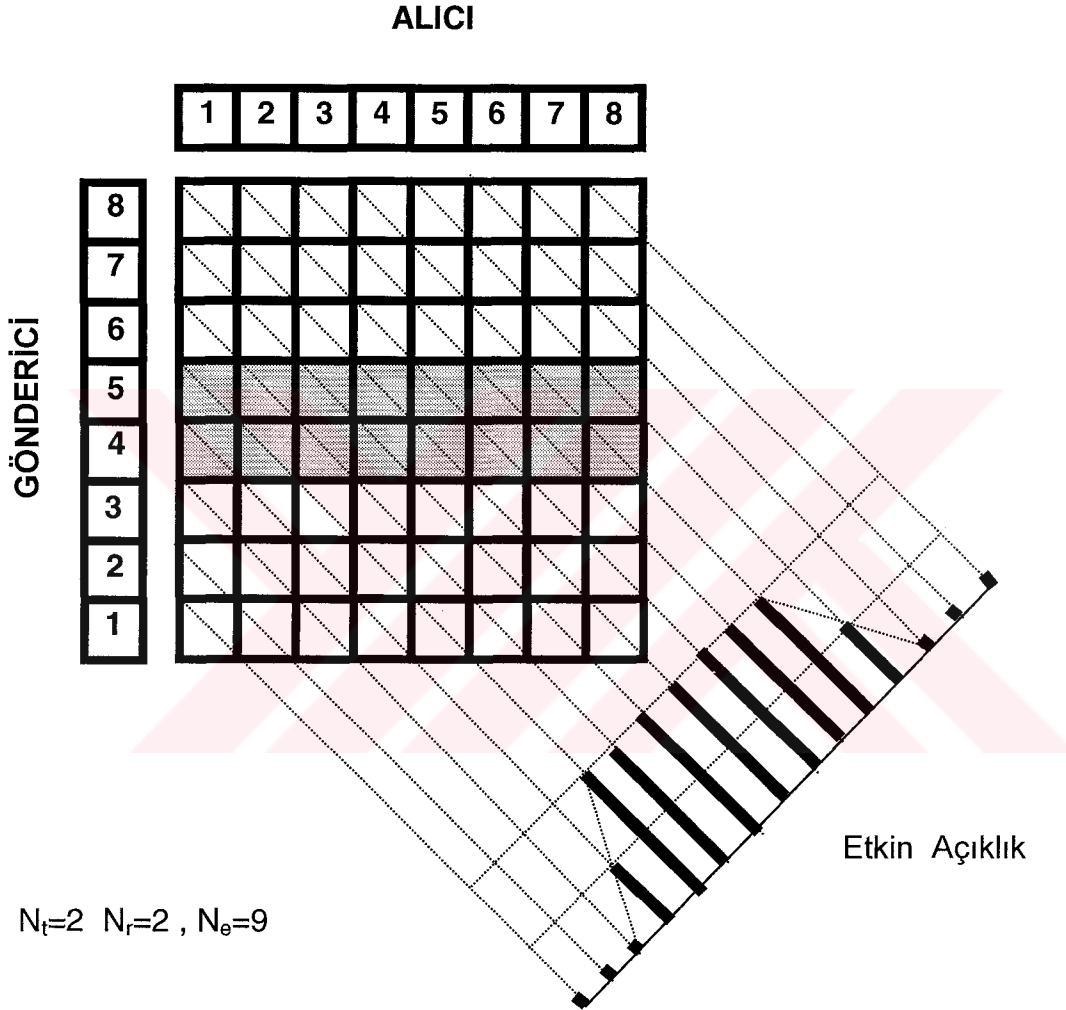 ALICI
1 2 3 4 5 6 7 8
GÖNDERİCİ
8
7
6
5
4
3
2
1
Etkin Açıklık
Nt=2 Nr=2 , Ne=9